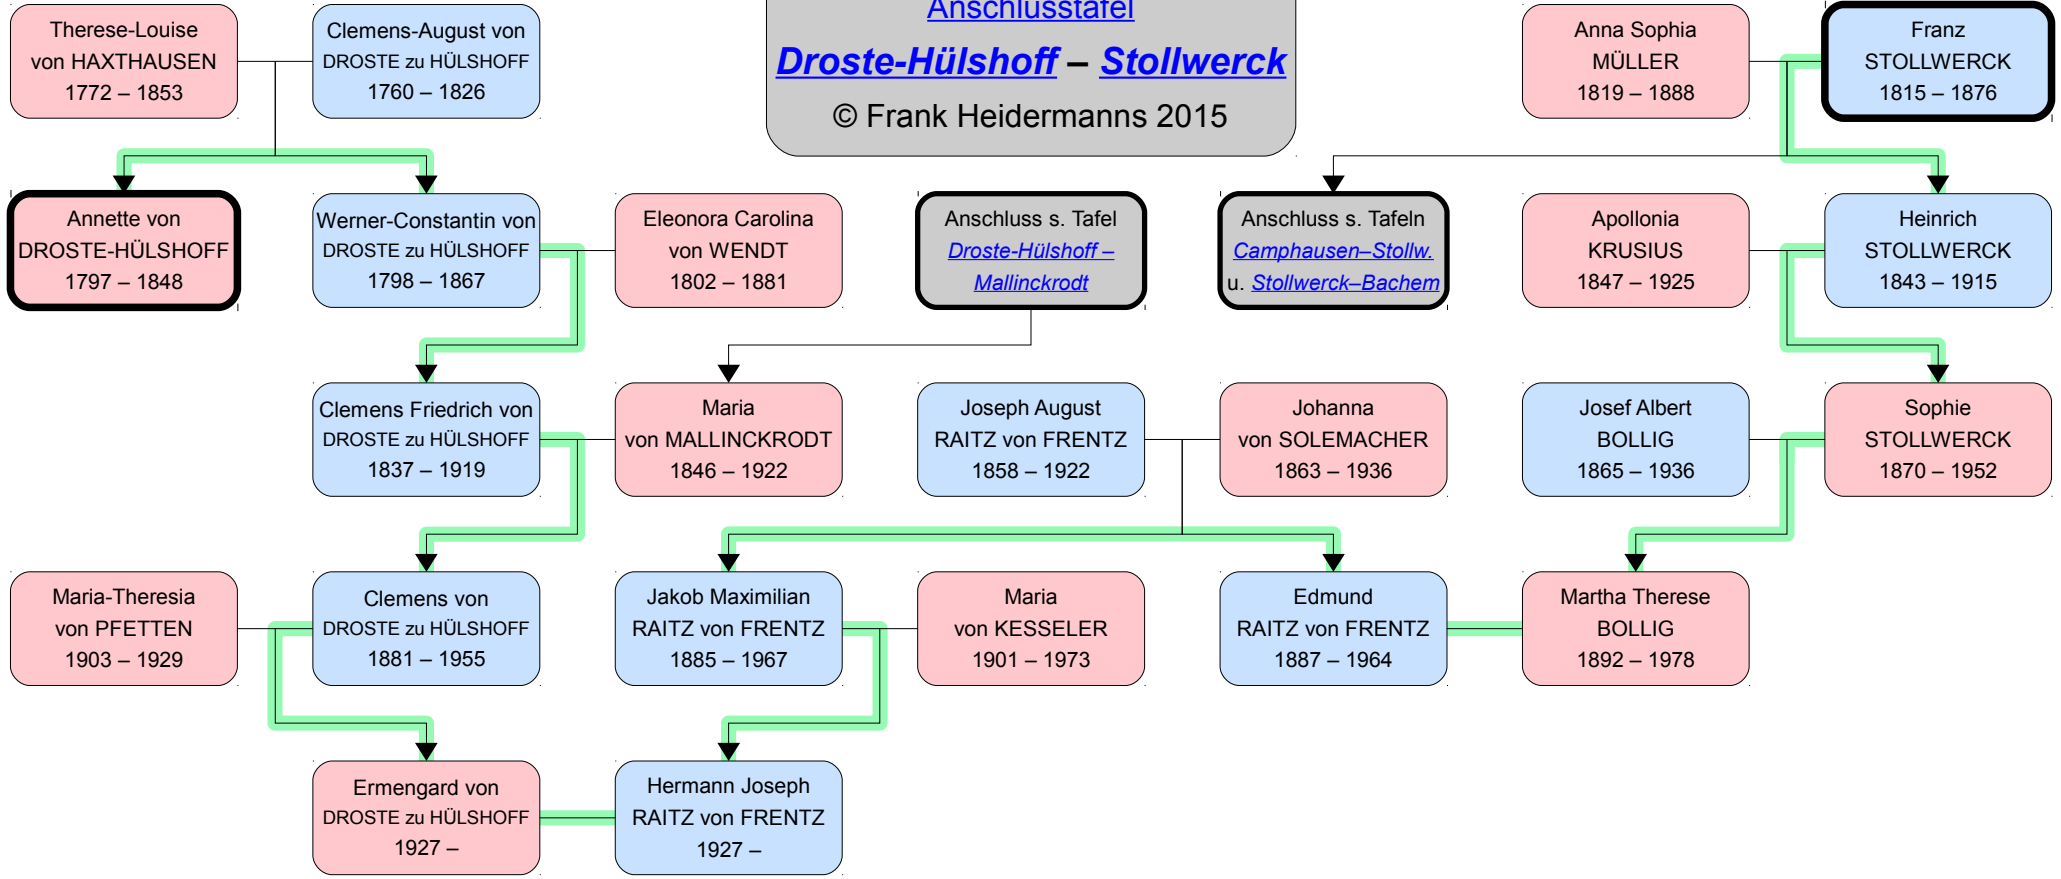 Therese-Louise
von HAXTHAUSEN
1772 – 1853
Clemens-August von
DROSTE zu HÜLSHOFF
1760 – 1826
Anschlusstafel
Droste-Hülshoff – Stollwerck
© Frank Heidermanns 2015
Anna Sophia
MÜLLER
1819 – 1888
Franz
STOLLWERCK
1815 – 1876
Annette von
DROSTE-HÜLSHOFF
1797 – 1848
Werner-Constantin von
DROSTE zu HÜLSHOFF
1798 – 1867
Eleonora Carolina
von WENDT
1802 – 1881
Anschluss s. Tafel
Droste-Hülshoff –
Mallinckrodt
Anschluss s. Tafeln
Camphausen–Stollw.
u. Stollwerck–Bachem
Apollonia
KRUSIUS
1847 – 1925
Heinrich
STOLLWERCK
1843 – 1915
Clemens Friedrich von
DROSTE zu HÜLSHOFF
1837 – 1919
Maria
von MALLINCKRODT
1846 – 1922
Joseph August
RAITZ von FRENTZ
1858 – 1922
Johanna
von SOLEMACHER
1863 – 1936
Josef Albert
BOLLIG
1865 – 1936
Sophie
STOLLWERCK
1870 – 1952
Maria-Theresia
von PFETTEN
1903 – 1929
Clemens von
DROSTE zu HÜLSHOFF
1881 – 1955
Jakob Maximilian
RAITZ von FRENTZ
1885 – 1967
Maria
von KESSELER
1901 – 1973
Edmund
RAITZ von FRENTZ
1887 – 1964
Martha Therese
BOLLIG
1892 – 1978
Ermengard von
DROSTE zu HÜLSHOFF
1927 –
Hermann Joseph
RAITZ von FRENTZ
1927 –